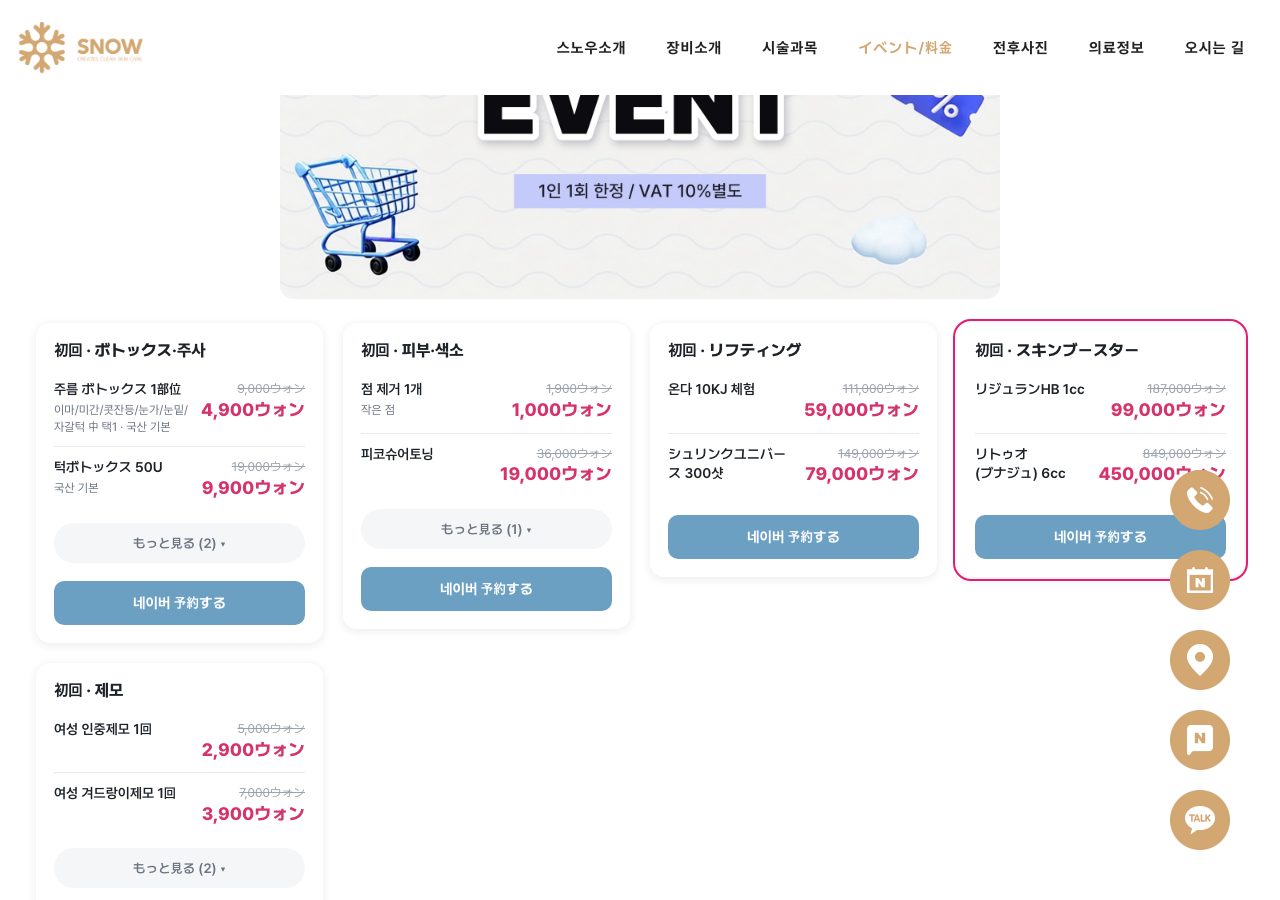 SNOW
CREATES CLEAN SKIN CARE
스노우소개
장비소개
시술과목
イベント/料金
전후사진
의료정보
오시는 길
EVENT
%
1인 1회 한정 / VAT 10%별도
初回 · ボトックス·주사
주름 ボトックス 1部位
9,000ウォン
이마/미간/콧잔등/눈가/눈밑/
자갈턱 中 택1 · 국산 기본
4,900ウォン
턱ボトックス 50U
19,000ウォン
국산 기본
9,900ウォン
もっと見る (2) ▾
네이버 予約する
初回 · 피부·색소
점 제거 1개
1,900ウォン
작은 점
1,000ウォン
피코슈어토닝
36,000ウォン
19,000ウォン
もっと見る (1) ▾
네이버 予約する
初回 · リフティング
온다 10KJ 체험
111,000ウォン
59,000ウォン
シュリンクユニバー
ス 300샷
149,000ウォン
79,000ウォン
네이버 予約する
初回 · スキンブースター
リジュランHB 1cc
187,000ウォン
99,000ウォン
リトゥオ
(ブナジュ) 6cc
849,000ウォン
450,000ウォン
네이버 予約する
初回 · 제모
여성 인중제모 1回
5,000ウォン
2,900ウォン
여성 겨드랑이제모 1回
7,000ウォン
3,900ウォン
もっと見る (2) ▾
N
N
TALK